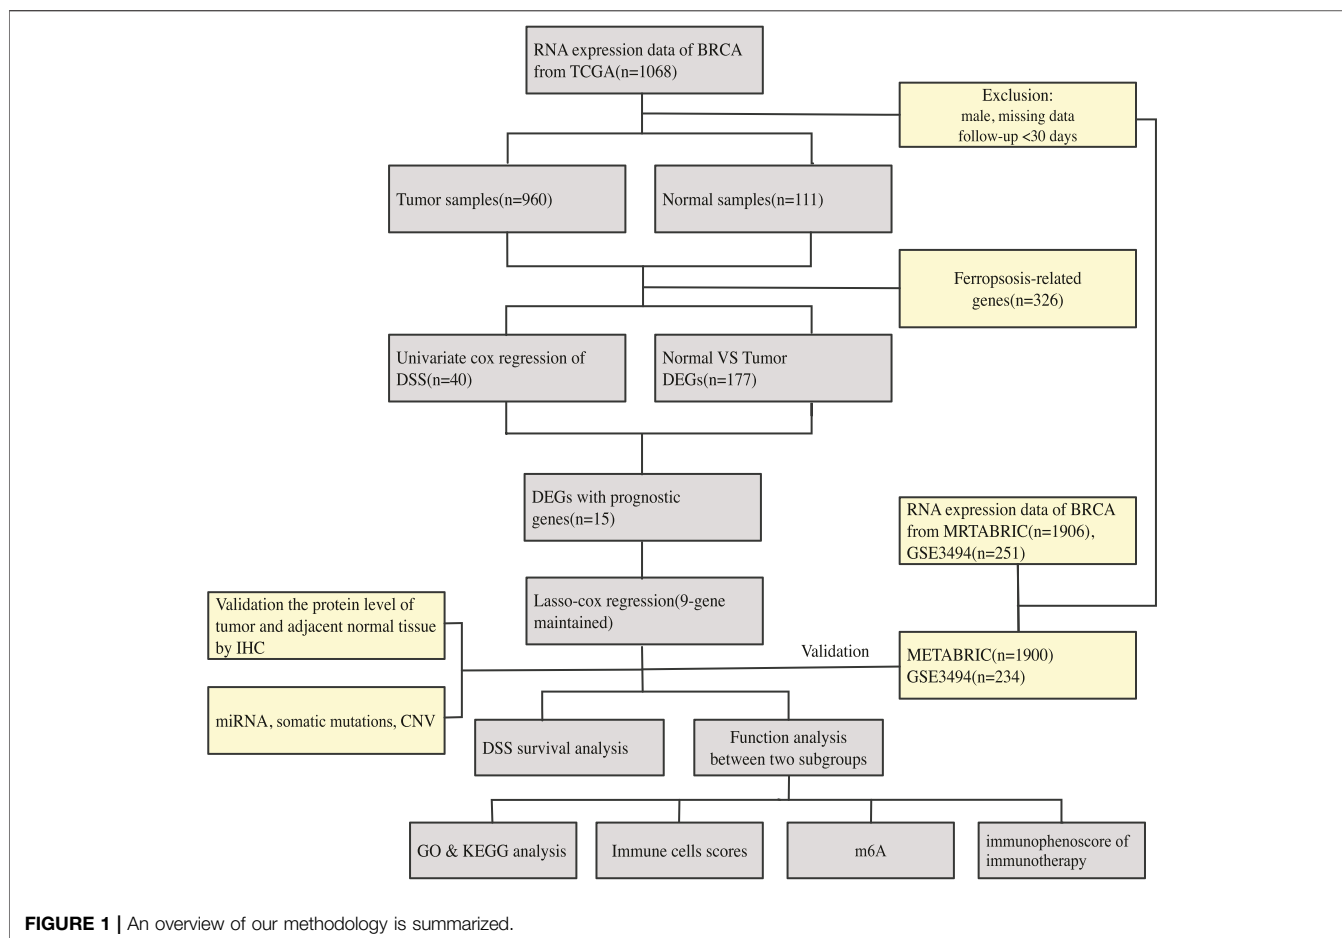 RNA expression data of BRCA
from TCGA(n=1068)
Exclusion:
male, missing data
follow-up <30 days
Tumor samples(n=960)
Normal samples(n=111)
Ferropsosis-related
genes(n=326)
Univariate cox regression of
DSS(n=40)
Normal VS Tumor
DEGs(n=177)
DEGs with prognostic
genes(n=15)
RNA expression data of BRCA
from MRTABRIC(n=1906),
GSE3494(n=251)
Lasso-cox regression(9-gene
maintained)
Validation the protein level of
tumor and adjacent normal tissue
by IHC
Validation
METABRIC(n=1900)
GSE3494(n=234)
miRNA, somatic mutations, CNV
DSS survival analysis
Function analysis
between two subgroups
GO & KEGG analysis
Immune cells scores
m6A
immunophenoscore of
immunotherapy
FIGURE 1 | An overview of our methodology is summarized.